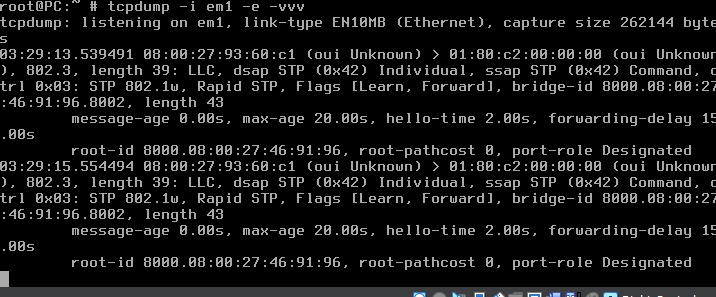 root@PC:~ # tcpdump -i em1 -e -vvv
tcpdump: listening on em1, link-type EN10MB (Ethernet), capture size 262144 byte
s
03:29:13.539491 08:00:27:93:60:c1 (oui Unknown) > 01:80:c2:00:00:00 (oui Unknown
), 802.3, length 39: LLC, dsap STP (0x42) Individual, ssap STP (0x42) Command, c
trl 0x03: STP 802.1w, Rapid STP, Flags [Learn, Forward], bridge-id 8000.08:00:27
:46:91:96.8002, length 43
message-age 0.00s, max-age 20.00s, hello-time 2.00s, forwarding-delay 15
.00s
root-id 8000.08:00:27:46:91:96, root-pathcost 0, port-role Designated
03:29:15.554494 08:00:27:93:60:c1 (oui Unknown) > 01:80:c2:00:00:00 (oui Unknown
), 802.3, length 39: LLC, dsap STP (0x42) Individual, ssap STP (0x42) Command, c
trl 0x03: STP 802.1w, Rapid STP, Flags [Learn, Forward], bridge-id 8000.08:00:27
:46:91:96.8002, length 43
message-age 0.00s, max-age 20.00s, hello-time 2.00s, forwarding-delay 15
.00s
root-id 8000.08:00:27:46:91:96, root-pathcost 0, port-role Designated